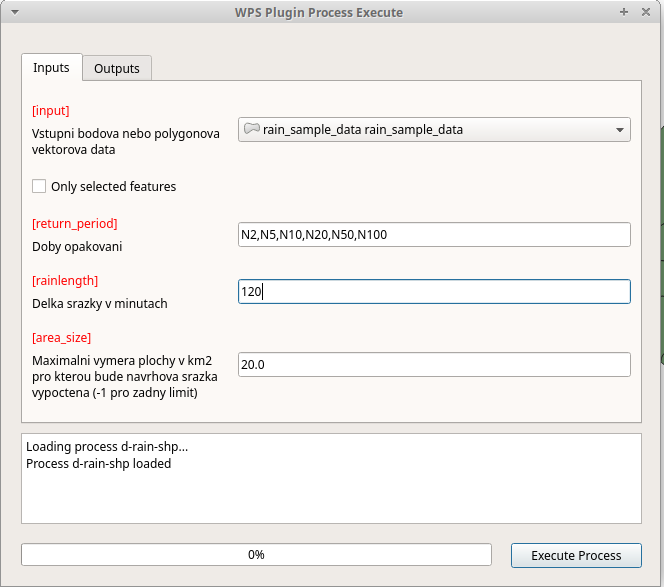 WPS Plugin Process Execute
Inputs
Outputs
[input]
Vstupni bodova nebo polygonova
vektorova data
rain_sample_data rain_sample_data
Only selected features
[return_period]
Doby opakovani
N2,N5,N10,N20,N50,N100
[rainlength]
Delka srazky v minutach
120
[area_size]
Maximalni vymera plochy v km2
pro kterou bude navrhova srazka
vypoctena (-1 pro zadny limit)
20.0
Loading process d-rain-shp...
Process d-rain-shp loaded
0%
Execute Process